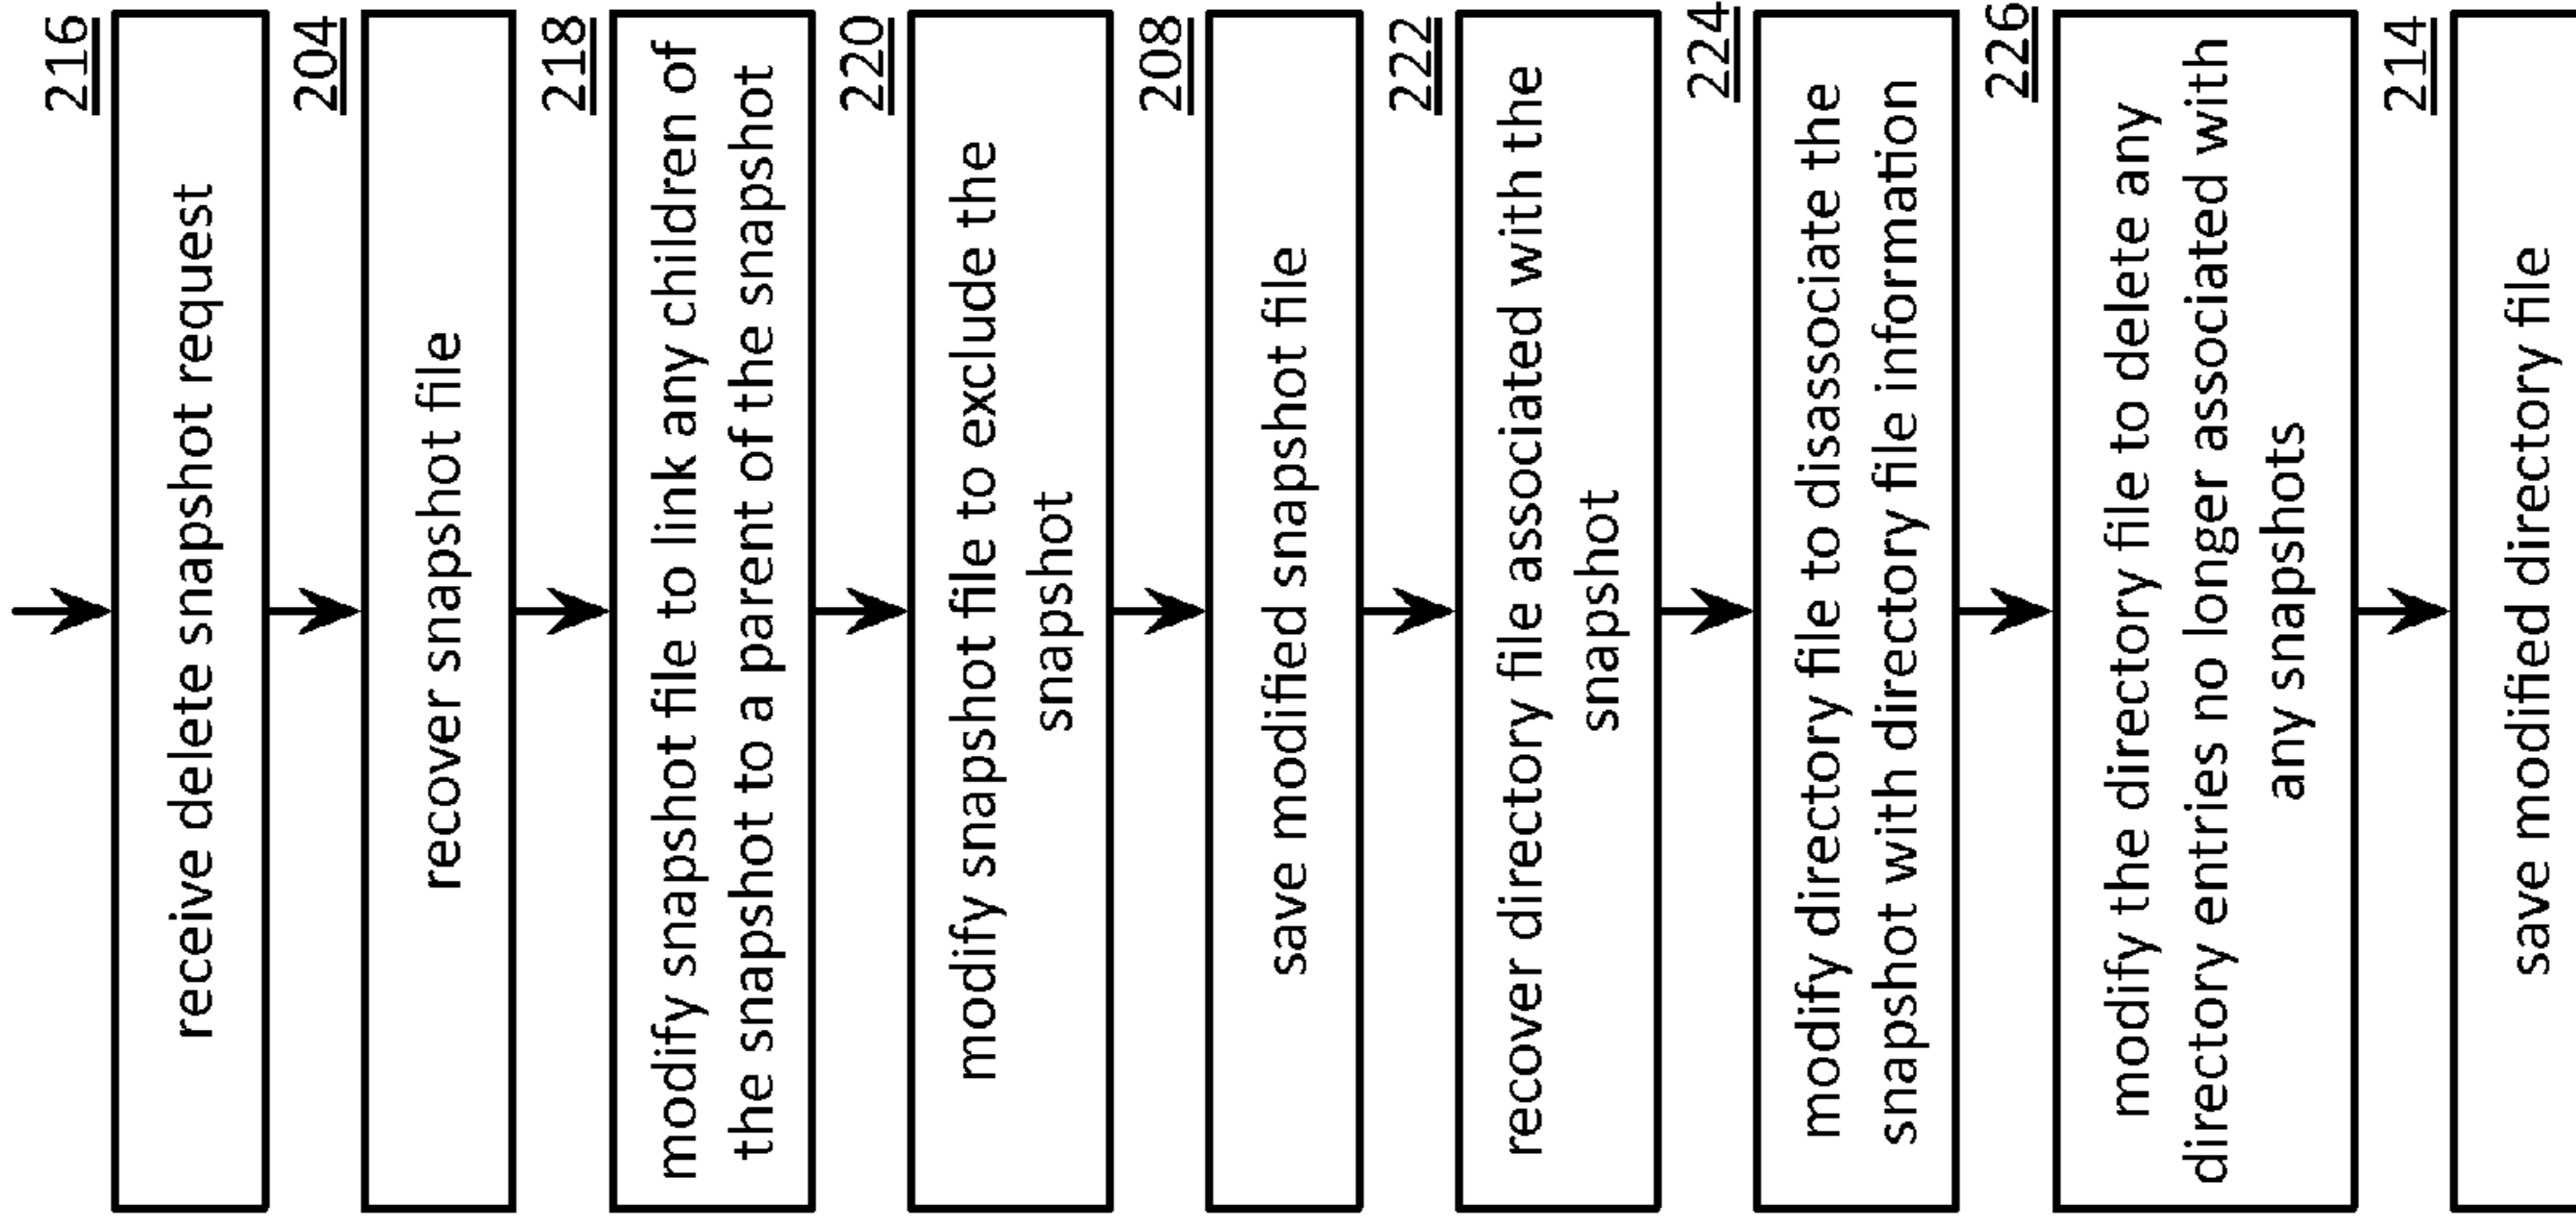 216
receive delete snapshot request
204
recover snapshot file
218
modify snapshot file to link any children of
the snapshot to a parent of the snapshot
220
modify snapshot file to exclude the
snapshot
208
save modified snapshot file
222
recover directory file associated with the
snapshot
224
modify directory file to disassociate the
snapshot with directory file information
226
modify the directory file to delete any
directory entries no longer associated with
any snapshots
214
save modified directory file